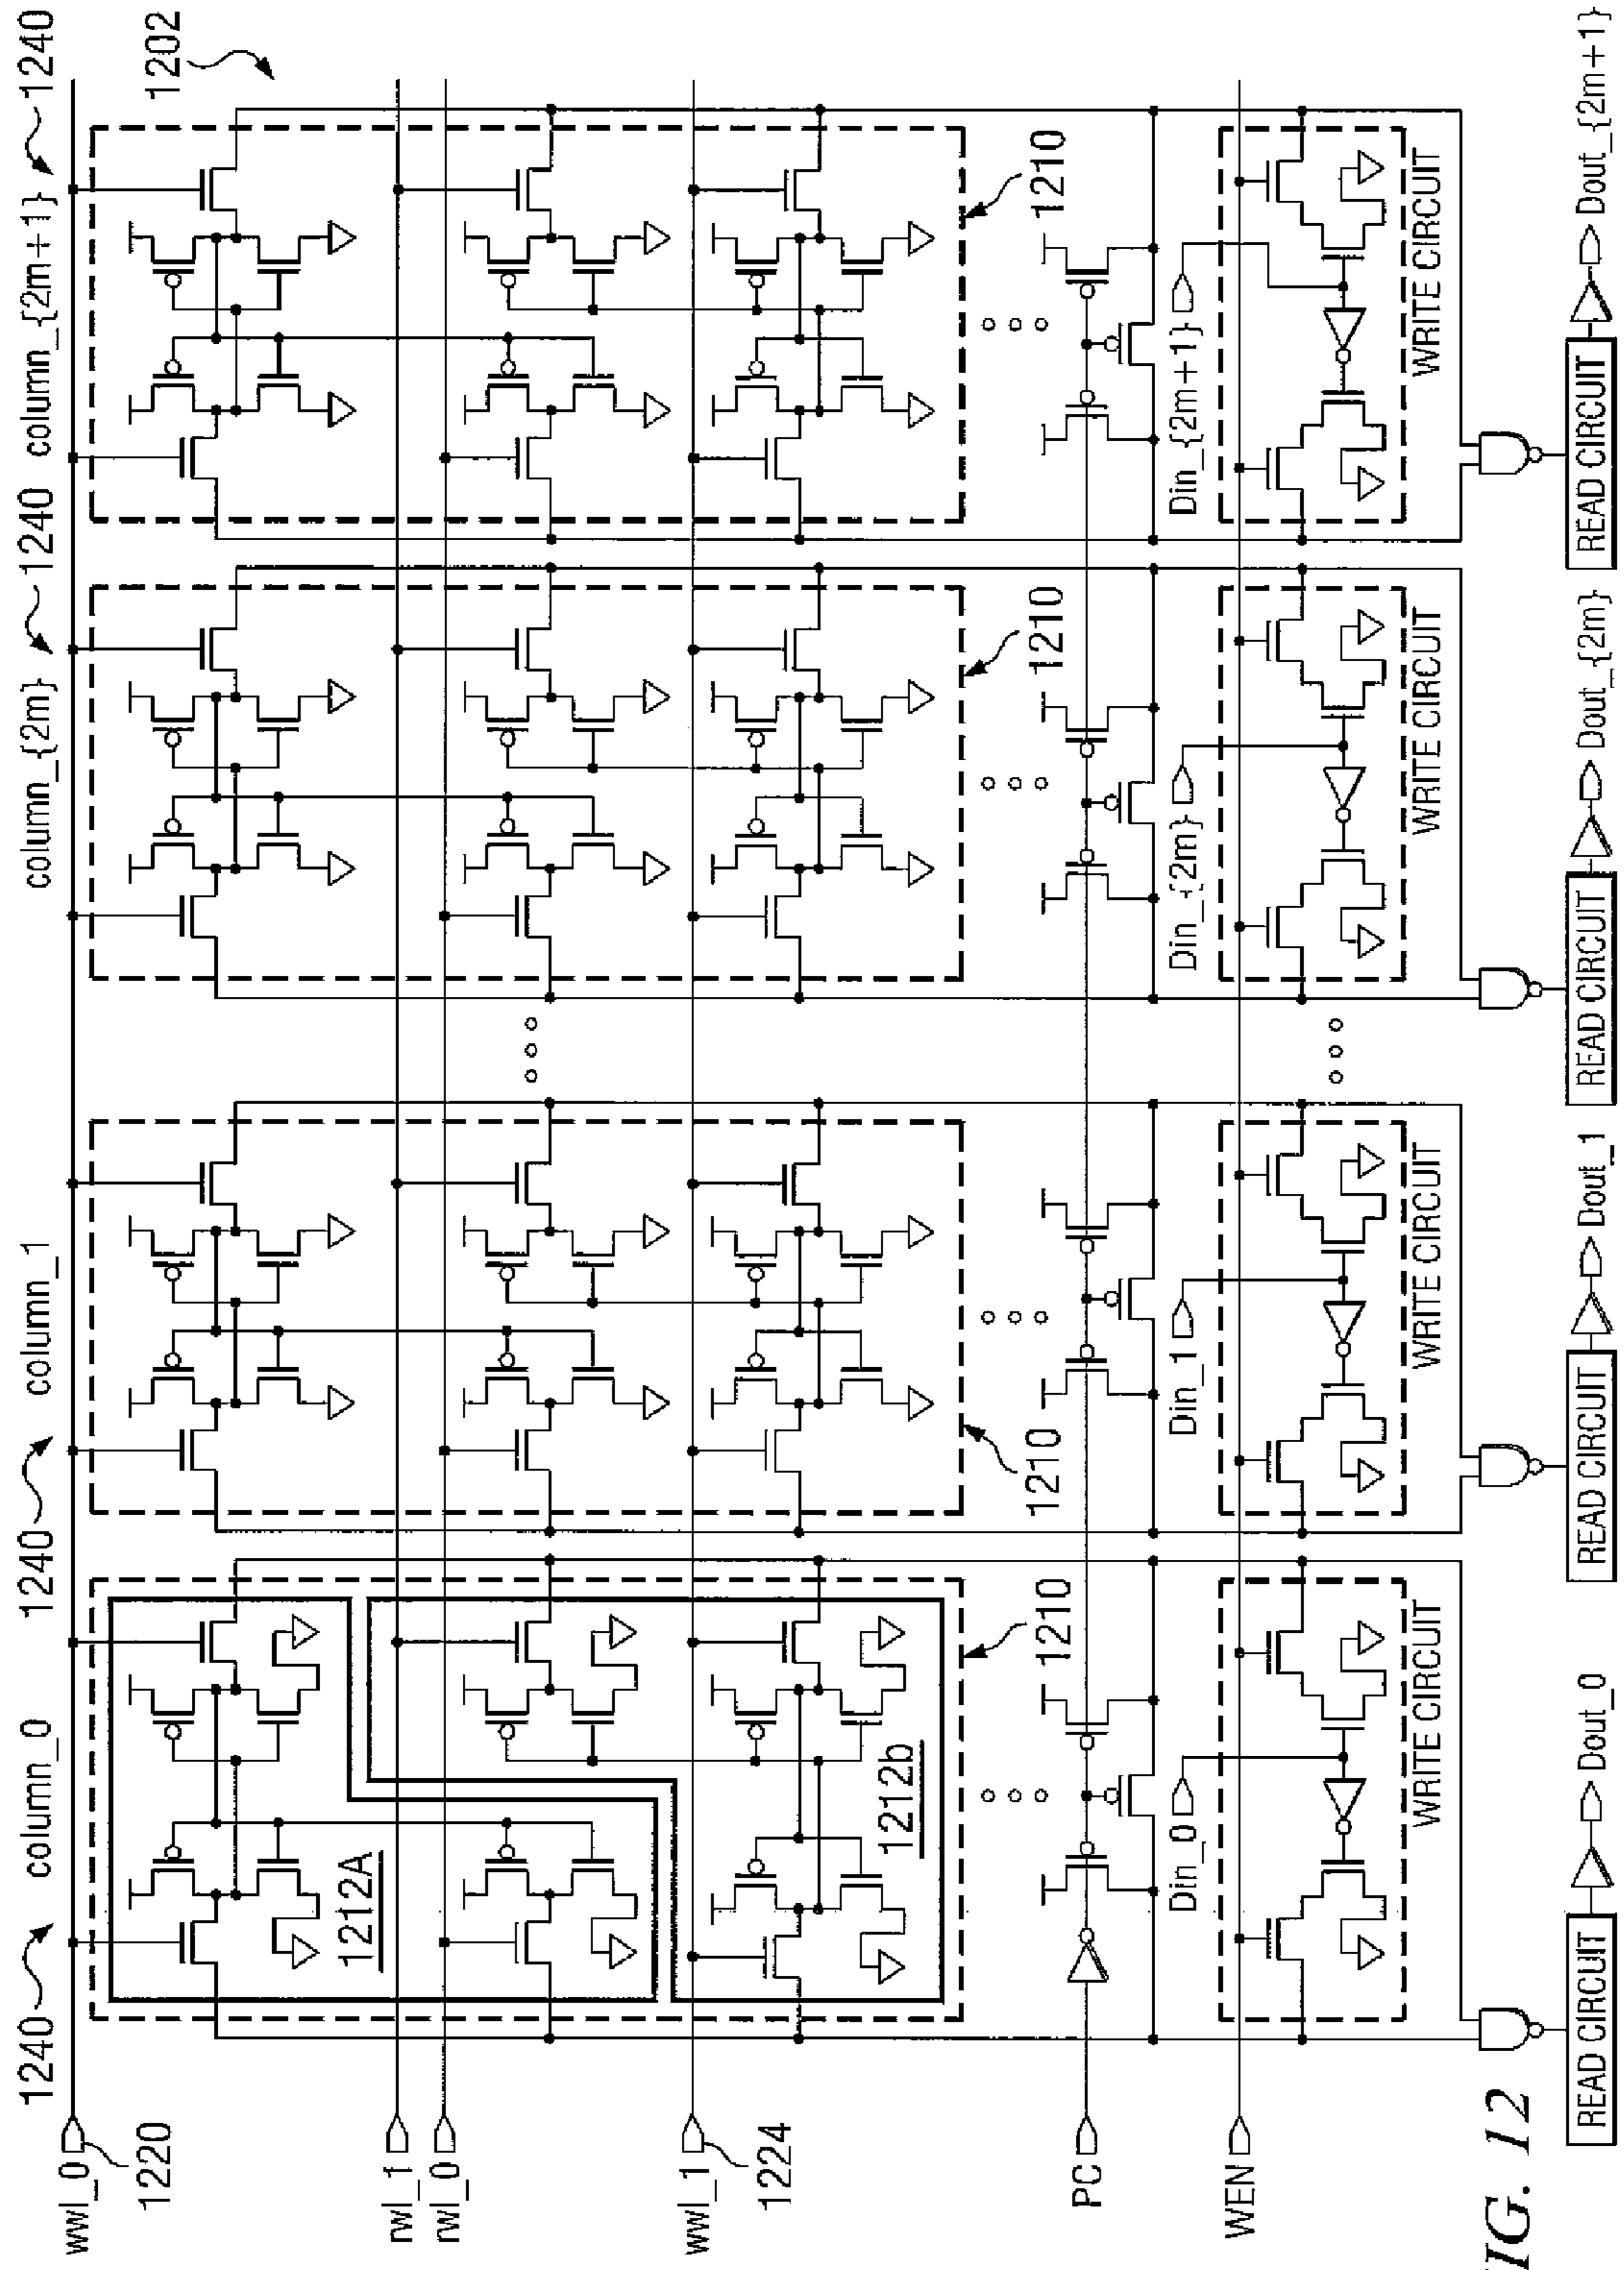 1240
column_0
1240
column_1
column_{2m}
1240
column_{2m+1}
1240
1202
wwl_0
1220
rwl_1
rwl_0
wwl_1
1224
1212A
1212b
1210
1210
1210
1210
PC
WEN
Din_0
Din_1
Din_{2m}
Din_{2m+1}
WRITE CIRCUIT
WRITE CIRCUIT
WRITE CIRCUIT
WRITE CIRCUIT
READ CIRCUIT
Dout_0
READ CIRCUIT
Dout_1
READ CIRCUIT
Dout_{2m}
READ CIRCUIT
Dout_{2m+1}
IG. 12